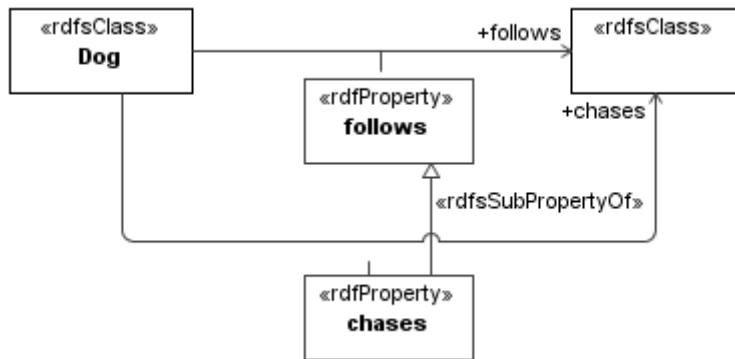 «rdfsClass»
Dog
+follows
«rdfsClass»
«rdfProperty»
follows
+chases
«rdfsSubPropertyOf»
«rdfProperty»
chases